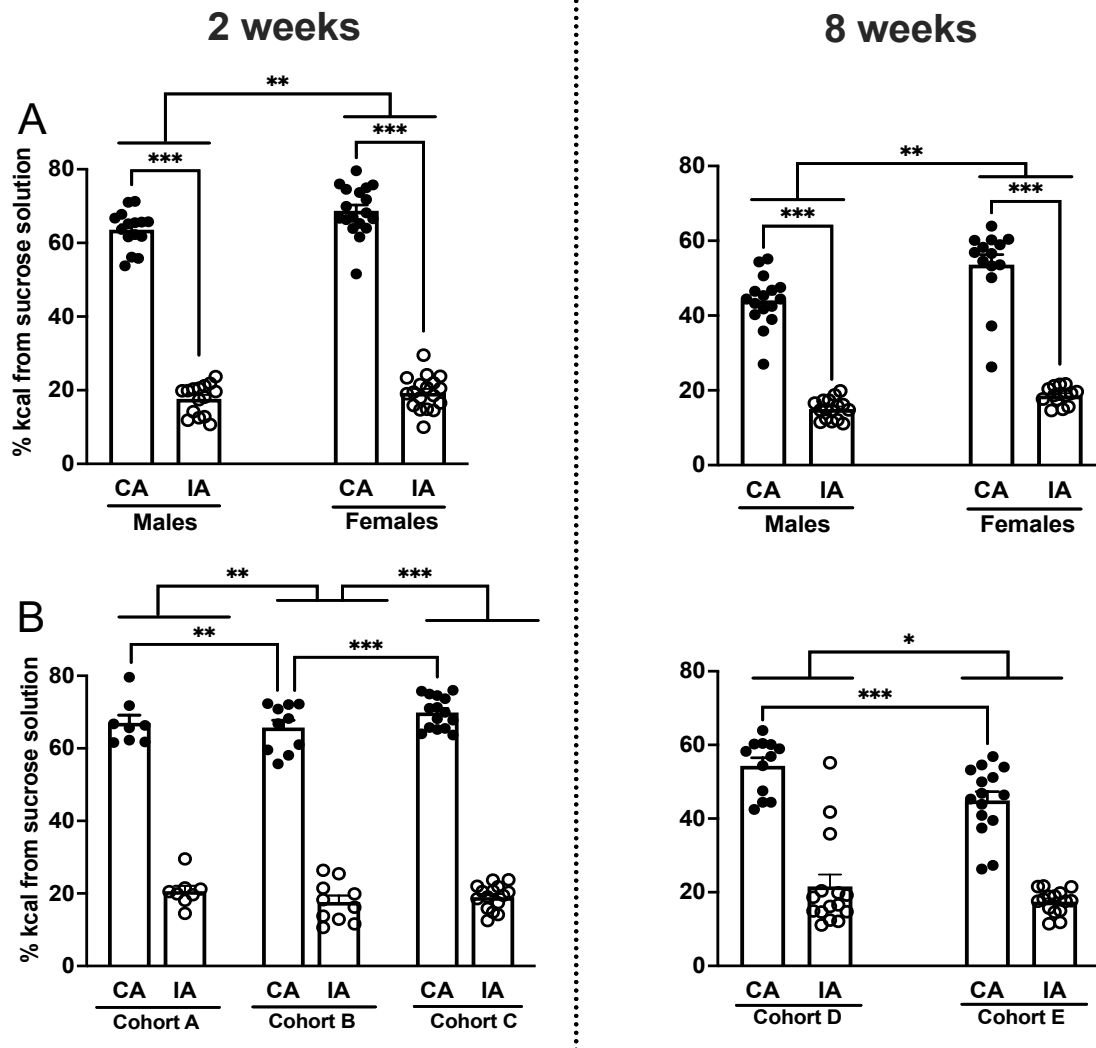 2 weeks
8 weeks
A
**
***
***
% kcal from sucrose solution
80
60
40
20
0
CA IA CA IA
Males Females
**
***
***
80
60
40
20
0
CA IA CA IA
Males Females
B
**
***
**
***
% kcal from sucrose solution
80
60
40
20
0
CA IA CA IA CA IA
Cohort A Cohort B Cohort C
*
***
80
60
40
20
0
CA IA CA IA
Cohort D Cohort E